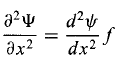 ∂²Ψ/∂x² = d²ψ/dx² f